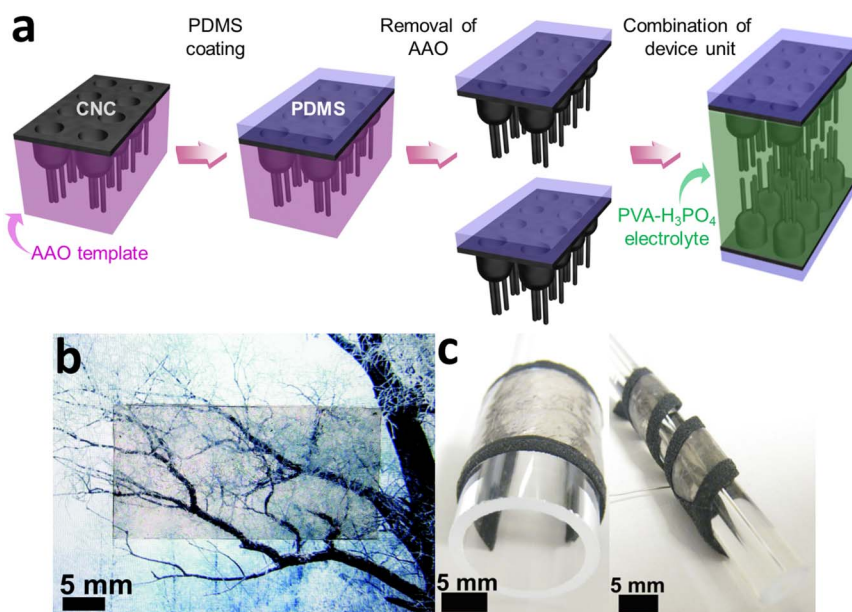 a
PDMS
coating
Removal of
AAO
Combination of
device unit
CNC
PDMS
AAO template
PVA-H₃PO₄
electrolyte
b
5 mm
c
5 mm
5 mm